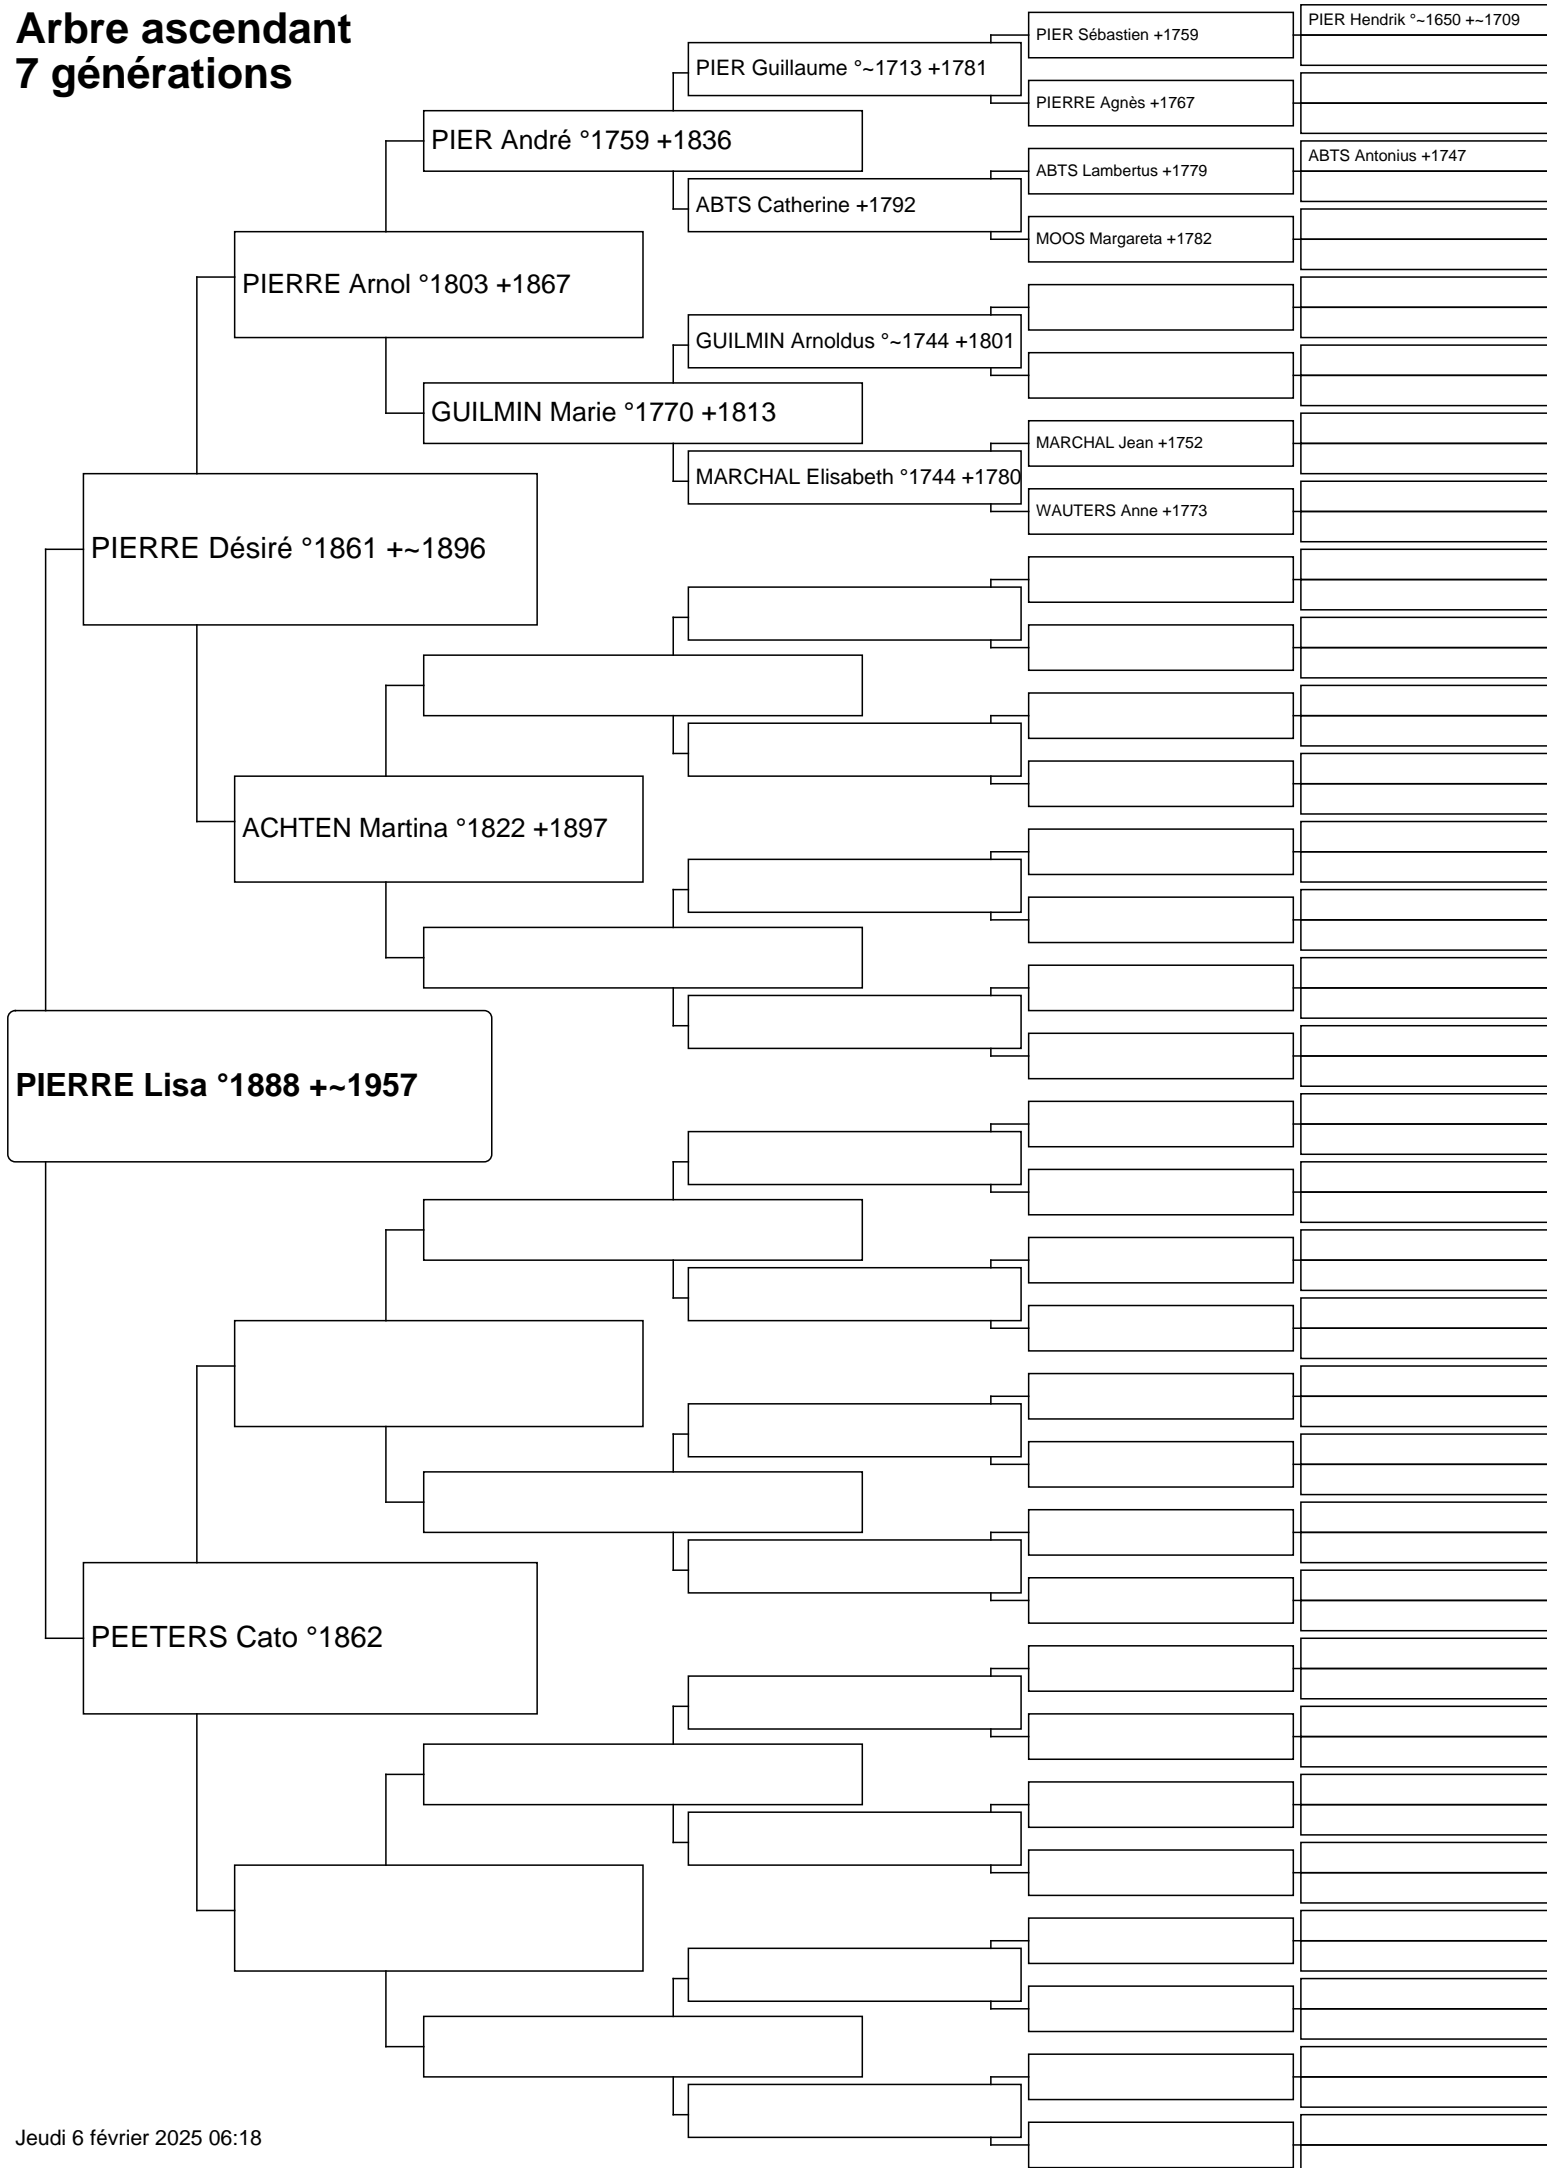 Arbre ascendant
7 générations
PIER Hendrik °~1650 +~1709
PIER Sébastien +1759
PIER Guillaume °~1713 +1781
PIERRE Agnès +1767
PIER André °1759 +1836
ABTS Antonius +1747
ABTS Lambertus +1779
ABTS Catherine +1792
MOOS Margareta +1782
PIERRE Arnol °1803 +1867
GUILMIN Arnoldus °~1744 +1801
GUILMIN Marie °1770 +1813
MARCHAL Jean +1752
MARCHAL Elisabeth °1744 +1780
WAUTERS Anne +1773
PIERRE Désiré °1861 +~1896
ACHTEN Martina °1822 +1897
PIERRE Lisa °1888 +~1957
PEETERS Cato °1862
Jeudi 6 février 2025 06:18